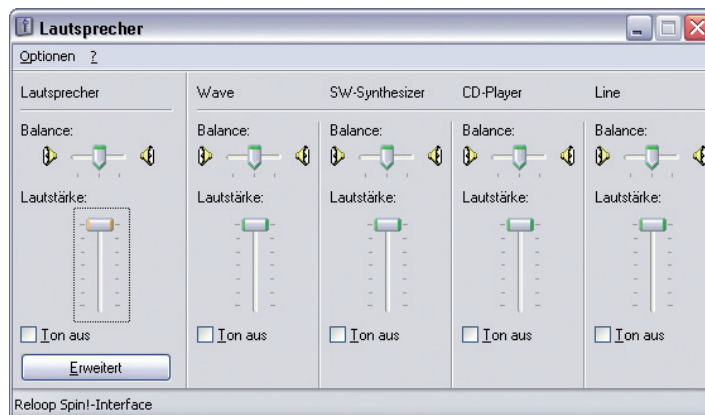 Lautsprecher
Optionen ?
Lautsprecher Wave SW-Synthesizer CD-Player Line
Balance: Balance: Balance: Balance: Balance:
Lautstärke: Lautstärke: Lautstärke: Lautstärke: Lautstärke:
Ton aus Ton aus Ton aus Ton aus Ton aus
Erweitert
Reloop Spin!-Interface